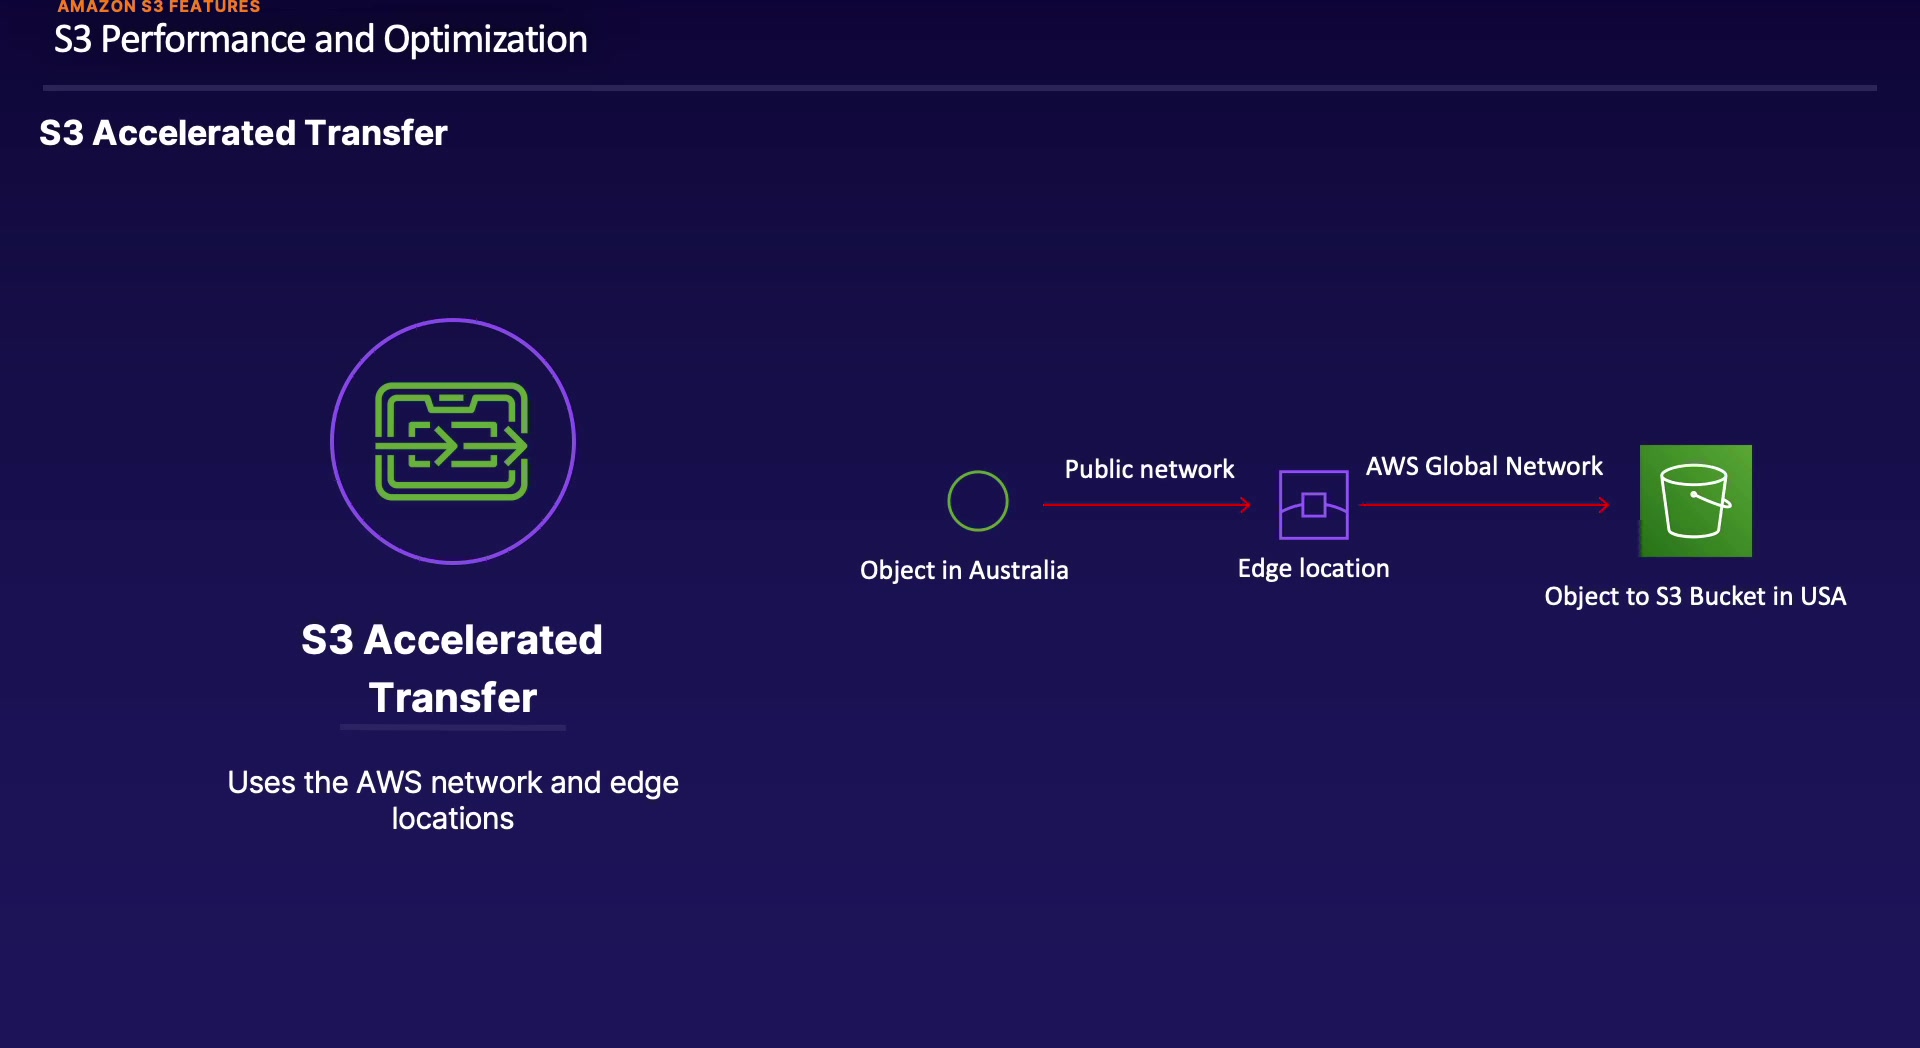 AMAZON S3 FEATURES
S3 Performance and Optimization
S3 Accelerated Transfer
Public network
AWS Global Network
Object in Australia
Edge location
Object to S3 Bucket in USA
S3 Accelerated
Transfer
Uses the AWS network and edge
locations